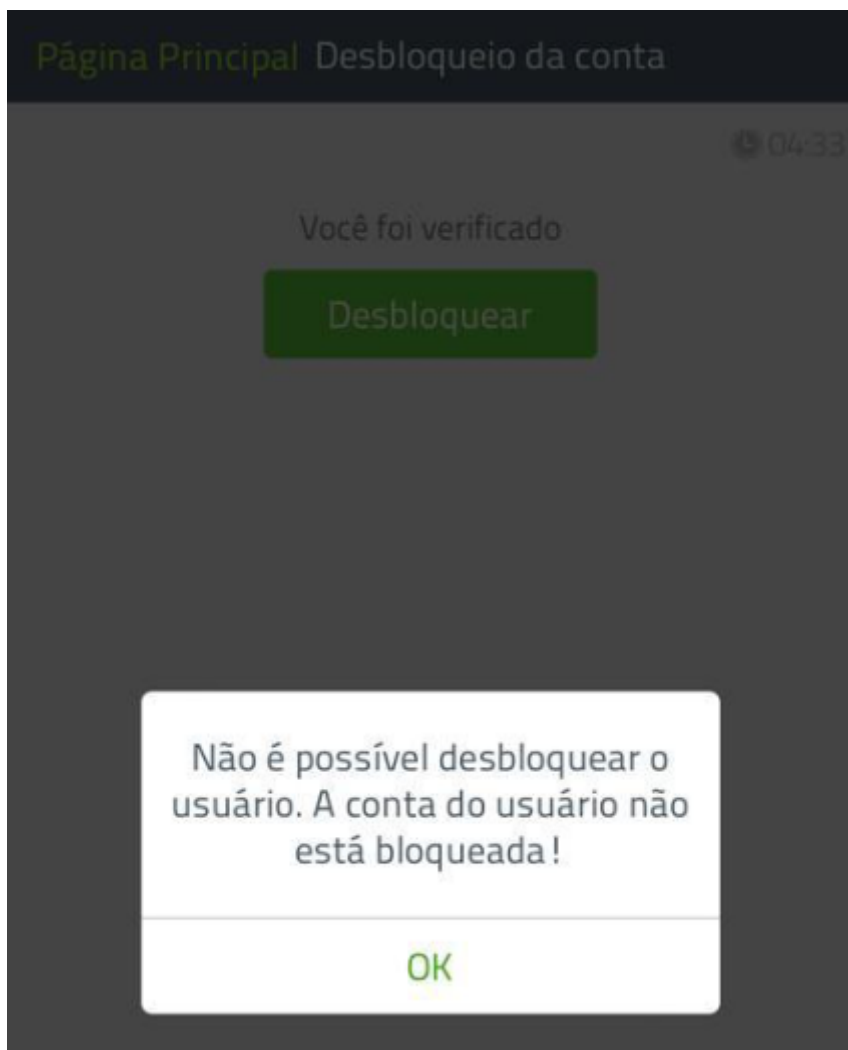 Página Principal Desbloqueio da conta
04:33
Você foi verificado
Desbloquear
Não é possível desbloquear o
usuário. A conta do usuário não
está bloqueada!
OK